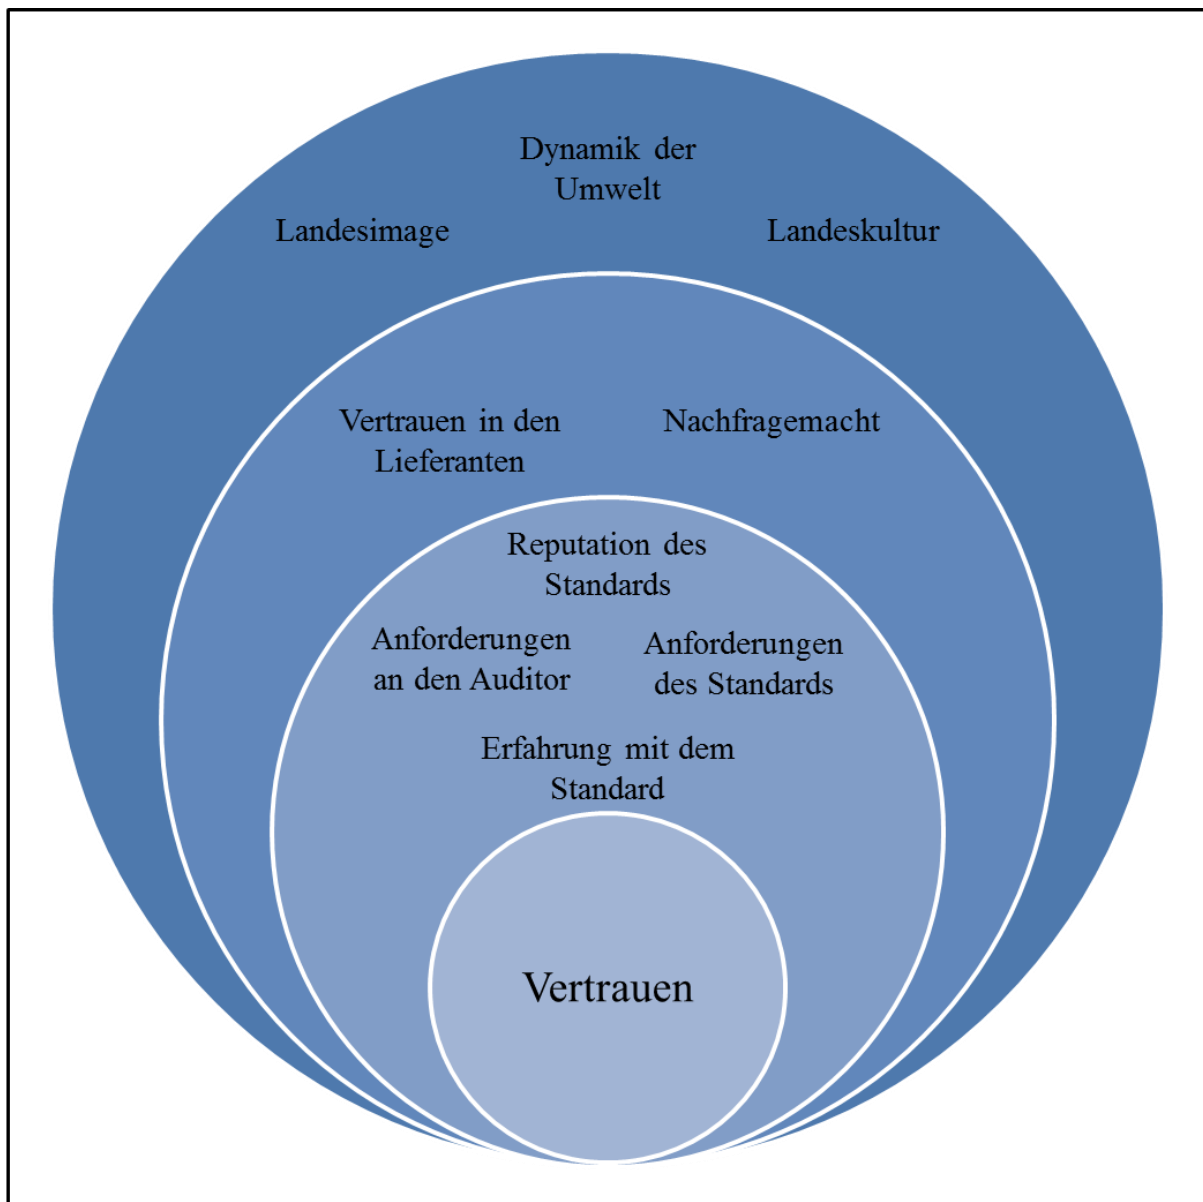 Dynamik der
Umwelt
Landesimage
Landeskultur
Vertrauen in den
Lieferanten
Nachfragemacht
Reputation des
Standards
Anforderungen
an den Auditor
Anforderungen
des Standards
Erfahrung mit dem
Standard
Vertrauen